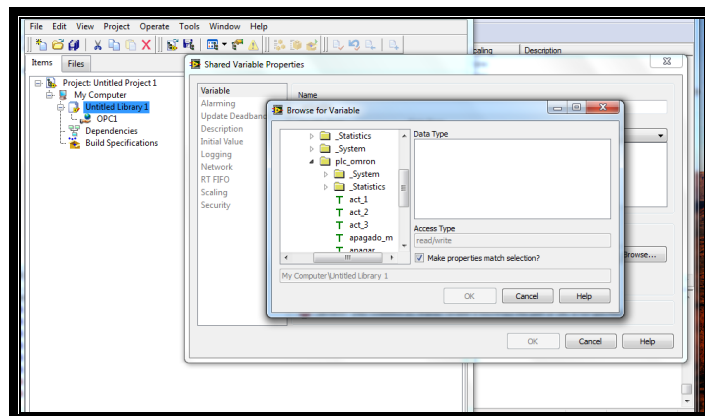 File Edit View Project Operate Tools Window Help
Items Files
Project: Untitled Project 1
My Computer
Untitled Library 1
OPC1
Dependencies
Build Specifications
caling Description
Shared Variable Properties
Variable
Alarming
Update Deadband
Description
Initial Value
Logging
Network
RT FIFO
Scaling
Security
Name
Browse for Variable
_Statistics
_System
plc_omron
_System
_Statistics
act_1
act_2
act_3
apagado_m
apagar
Data Type
Access Type
read/write
Make properties match selection?
My Computer\Untitled Library 1
OK Cancel Help
Browse...
OK Cancel Help